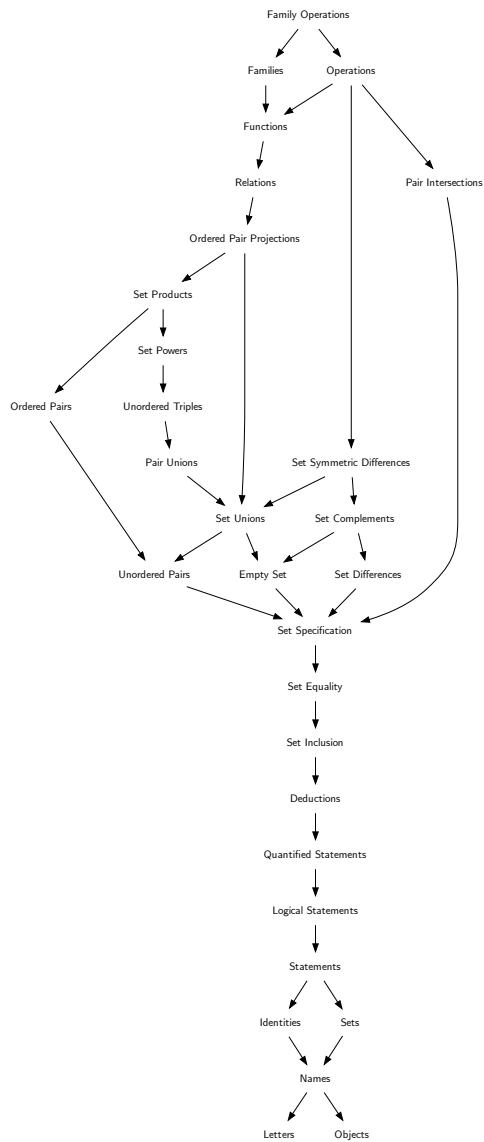 Family Operations
Families
Operations
Functions
Relations
Pair Intersections
Ordered Pair Projections
Set Products
Set Powers
Ordered Pairs
Unordered Triples
Pair Unions
Set Symmetric Differences
Set Unions
Set Complements
Unordered Pairs
Empty Set
Set Differences
Set Specification
Set Equality
Set Inclusion
Deductions
Quantified Statements
Logical Statements
Statements
Identities
Sets
Names
Letters
Objects